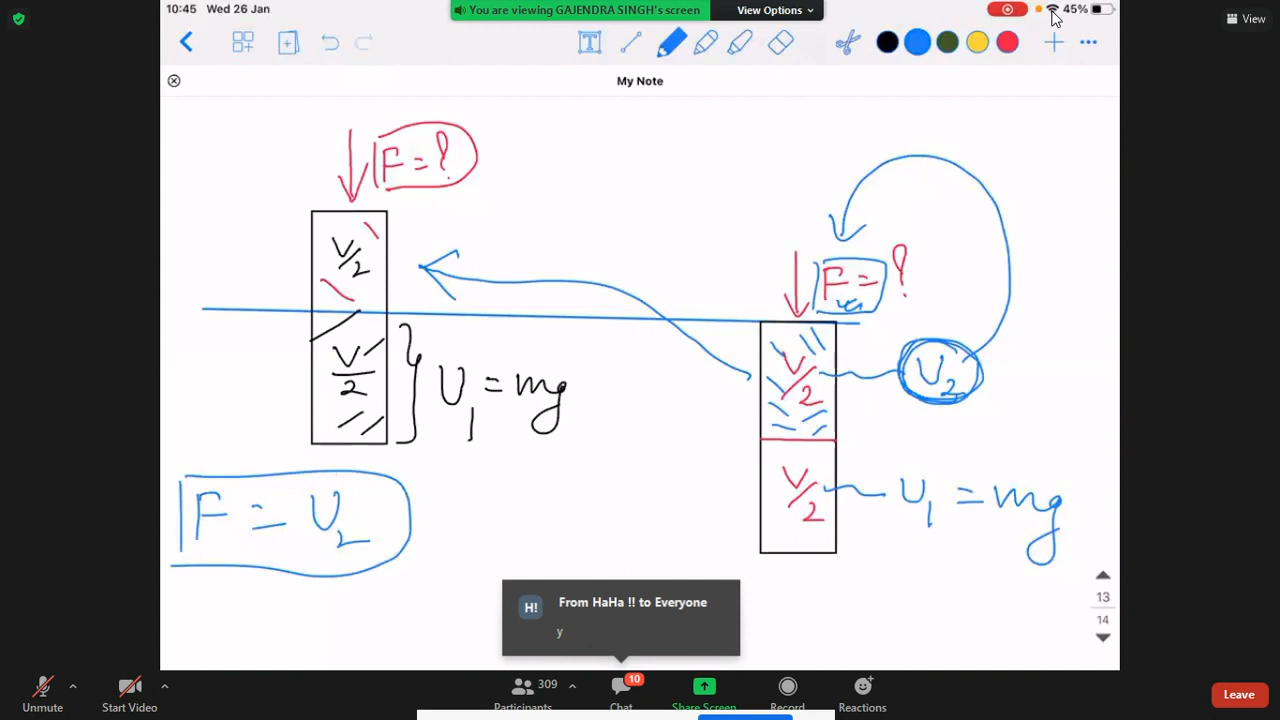 10:45 Wed 26 Jan
You are viewing GAJENDRA SINGH's screen
View Options
45%
View
My Note
F = ?
V/2
F = ?
V/2
V/2
U₁ = mg
U₂
V/2
U₁ = mg
F = U₂
H!
From HaHa !! to Everyone
y
13
14
Unmute
Start Video
309
Participants
10
Chat
Share Screen
Record
Reactions
Leave